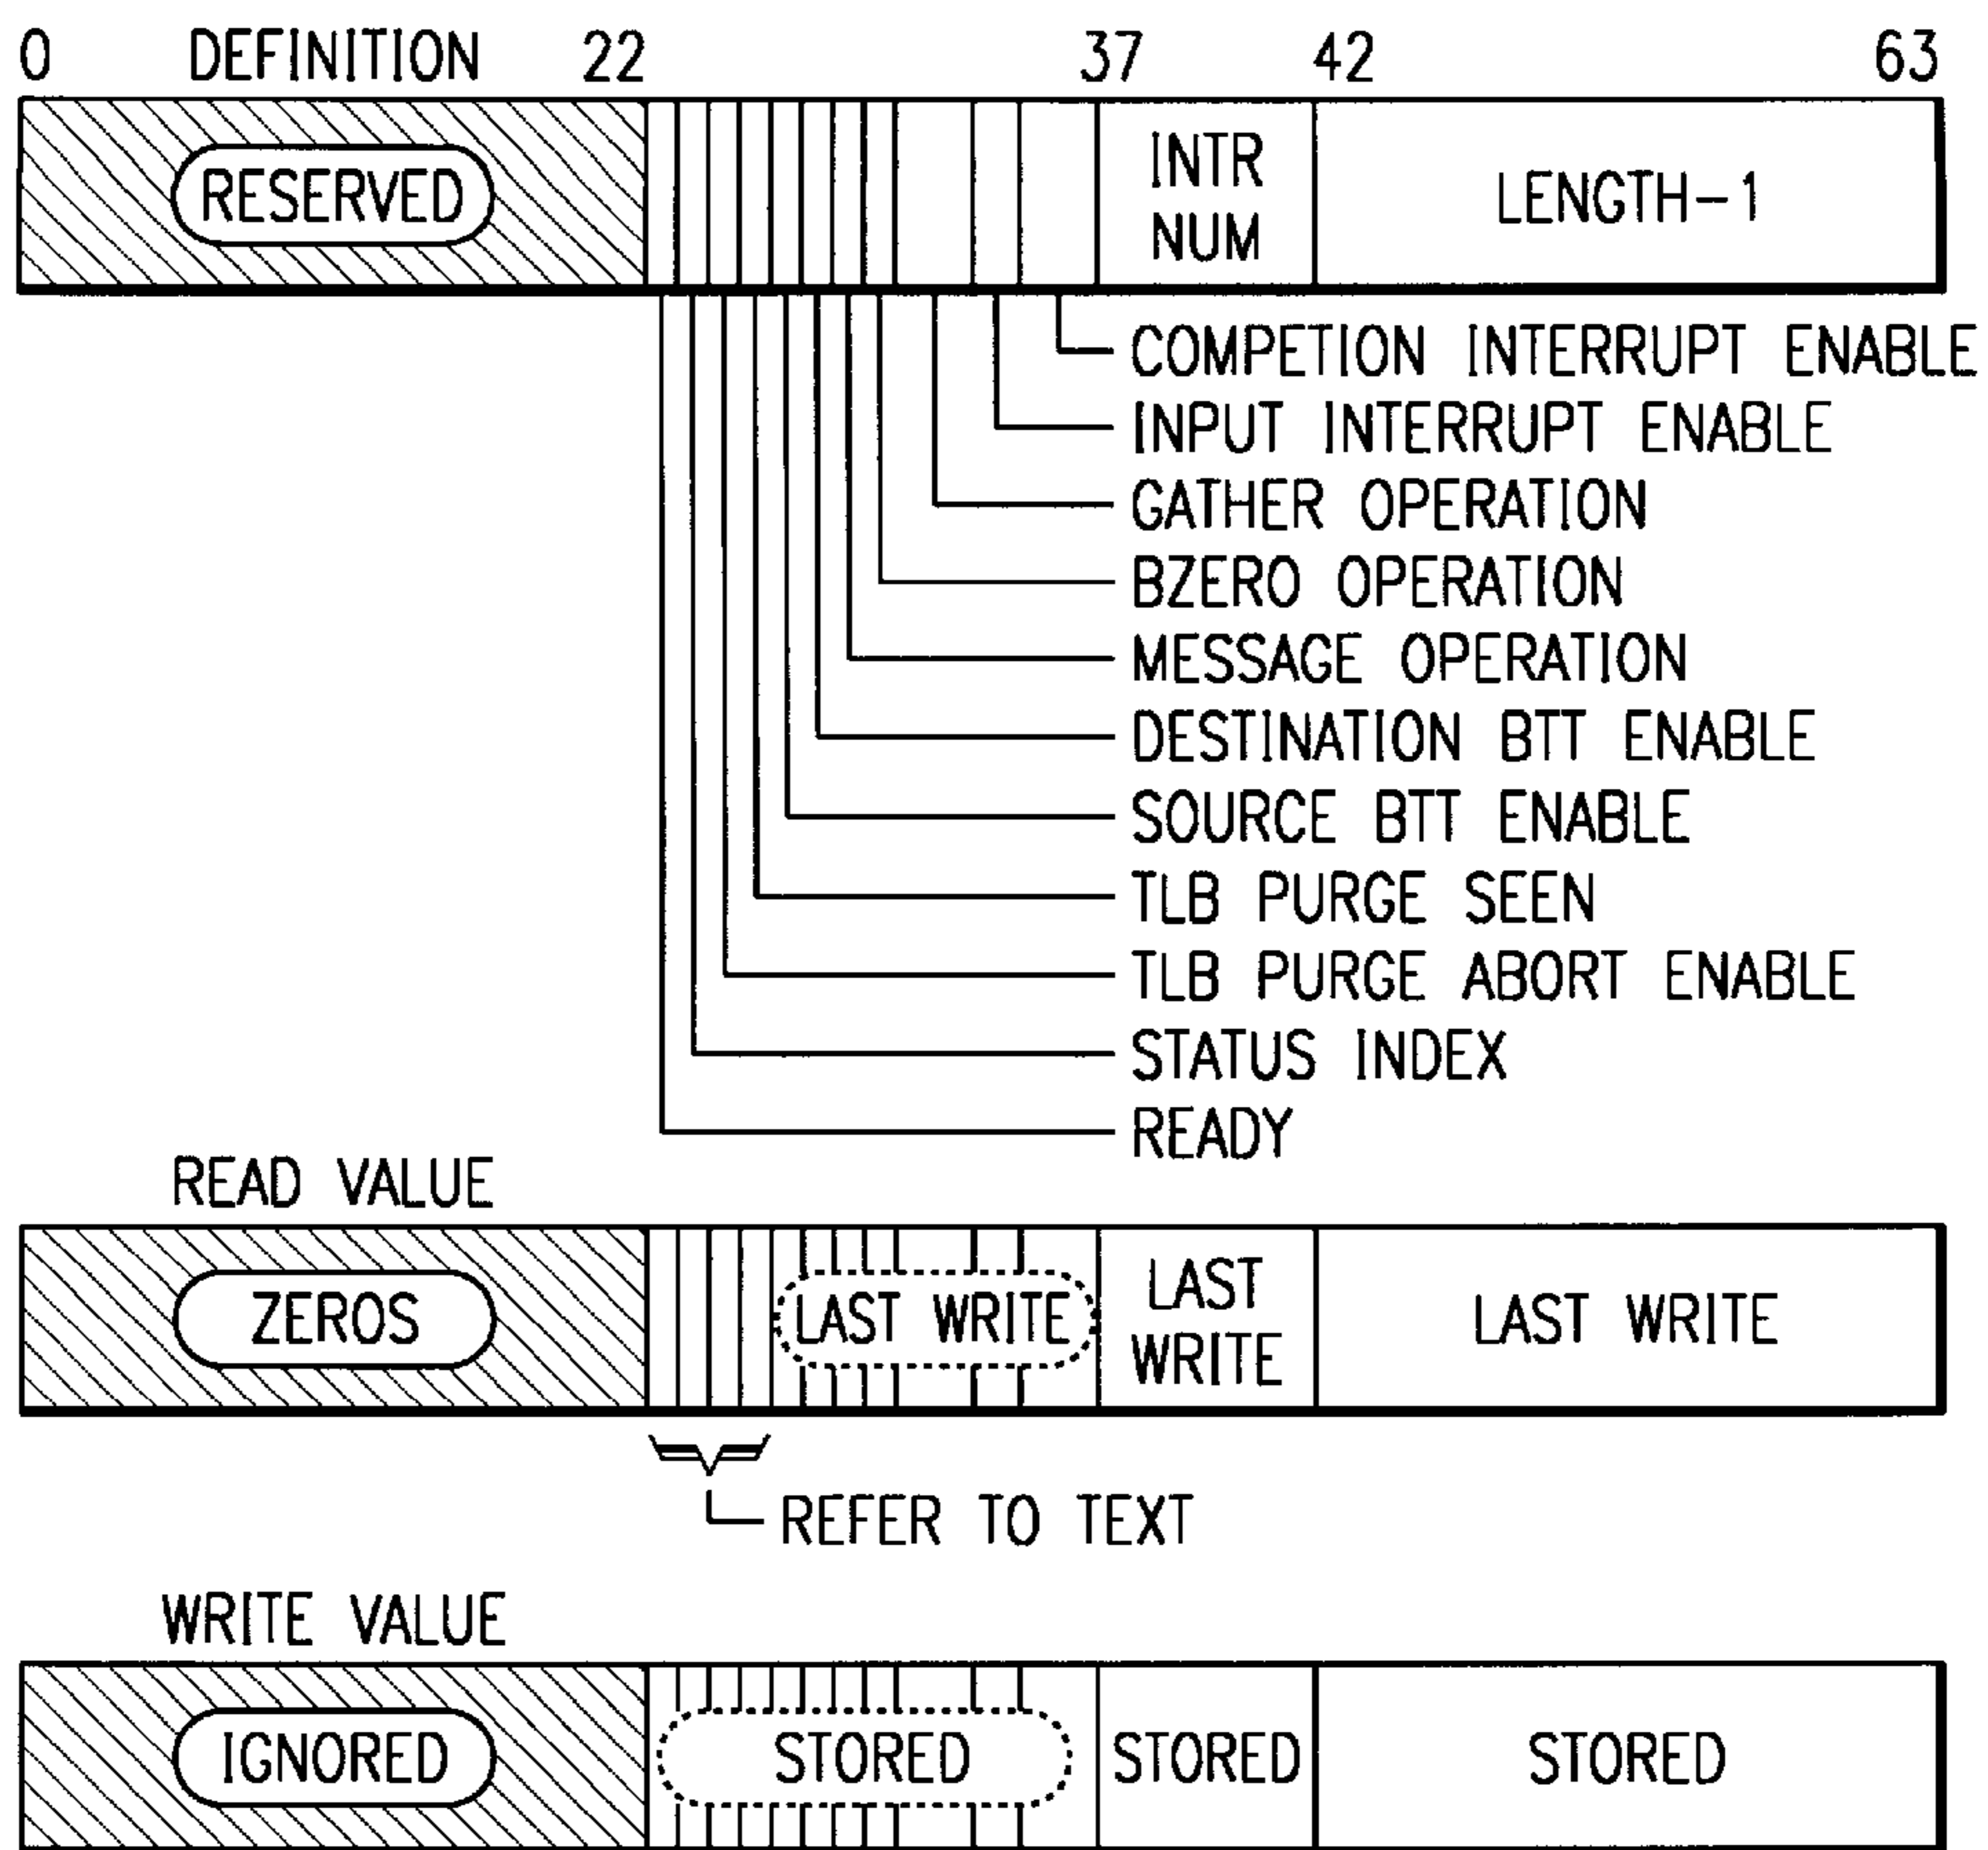 0 DEFINITION 22 37 42 63
RESERVED
INTR
NUM
LENGTH-1
COMPETION INTERRUPT ENABLE
INPUT INTERRUPT ENABLE
GATHER OPERATION
BZERO OPERATION
MESSAGE OPERATION
DESTINATION BTT ENABLE
SOURCE BTT ENABLE
TLB PURGE SEEN
TLB PURGE ABORT ENABLE
STATUS INDEX
READY
READ VALUE
ZEROS
LAST WRITE
LAST
WRITE
LAST WRITE
REFER TO TEXT
WRITE VALUE
IGNORED
STORED
STORED
STORED